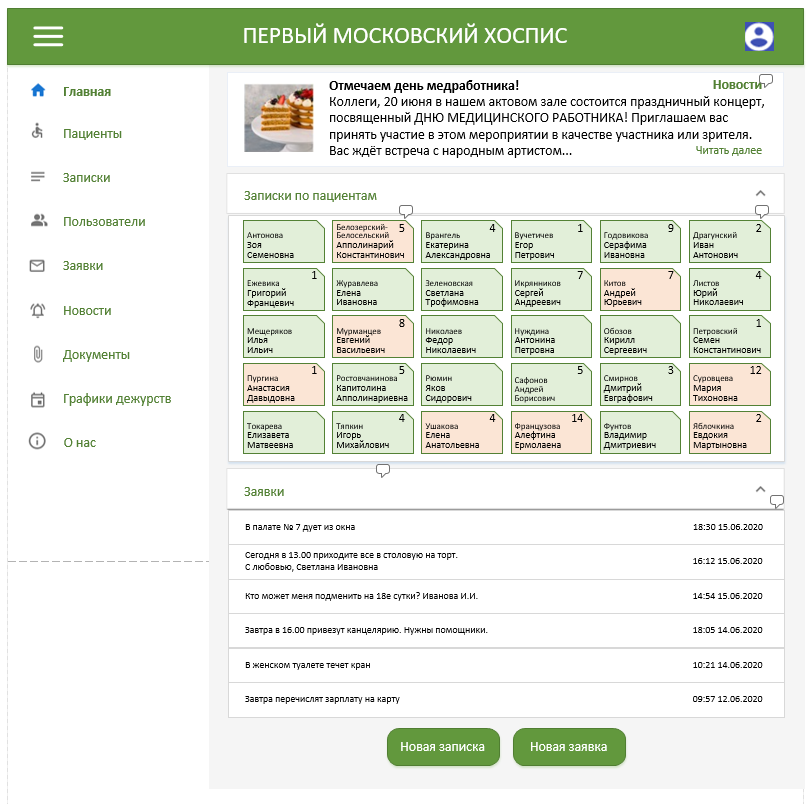 ПЕРВЫЙ МОСКОВСКИЙ ХОСПИС
Главная
Пациенты
Записки
Пользователи
Заявки
Новости
Документы
Графики дежурств
О нас
Отмечаем день медработника!
Новости
Коллеги, 20 июня в нашем актовом зале состоится праздничный концерт,
посвященный ДНЮ МЕДИЦИНСКОГО РАБОТНИКА! Приглашаем вас
принять участие в этом мероприятии в качестве участника или зрителя.
Вас ждёт встреча с народным артистом...
Читать далее
Записки по пациентам
Антонова
Зоя
Семеновна
5
Белозерский-
Белосельский
Апполинарий
Константинович
4
Врангель
Екатерина
Александровна
1
Вучетичев
Егор
Петрович
9
Годовикова
Серафима
Ивановна
2
Драгунский
Иван
Антонович
1
Ежевика
Григорий
Францевич
Журавлева
Елена
Ивановна
Зеленовская
Светлана
Трофимовна
7
Икрянников
Сергей
Андреевич
7
Китов
Андрей
Юрьевич
4
Листов
Юрий
Николаевич
Мещеряков
Илья
Ильич
8
Мурманцев
Евгений
Васильевич
Николаев
Федор
Николаевич
Нуждина
Антонина
Петровна
Обозов
Кирилл
Сергеевич
1
Петровский
Семен
Константинович
1
Пургина
Анастасия
Давыдовна
5
Ростовчанинова
Капитолина
Апполинариевна
Рюмин
Яков
Сидорович
5
Сафонов
Андрей
Борисович
3
Смирнов
Дмитрий
Евграфович
12
Суровцева
Мария
Тихоновна
Токарева
Елизавета
Матвеевна
4
Тяпкин
Игорь
Михайлович
4
Ушакова
Елена
Анатольевна
14
Французова
Алефтина
Ермолаена
Фунтов
Владимир
Дмитриевич
2
Яблочкина
Евдокия
Мартыновна
Заявки
В палате № 7 дует из окна
18:30 15.06.2020
Сегодня в 13.00 приходите все в столовую на торт.
С любовью, Светлана Ивановна
16:12 15.06.2020
Кто может меня подменить на 18е сутки? Иванова И.И.
14:54 15.06.2020
Завтра в 16.00 привезут канцелярию. Нужны помощники.
18:05 14.06.2020
В женском туалете течет кран
10:21 14.06.2020
Завтра перечислят зарплату на карту
09:57 12.06.2020
Новая записка
Новая заявка